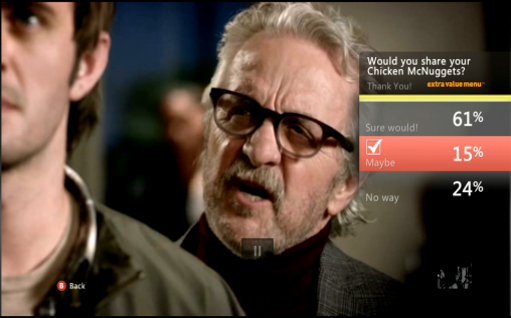 Would you share your
Chicken McNuggets?
Thank You! extra value menu
Sure would! 61%
Maybe 15%
No way 24%
B Back